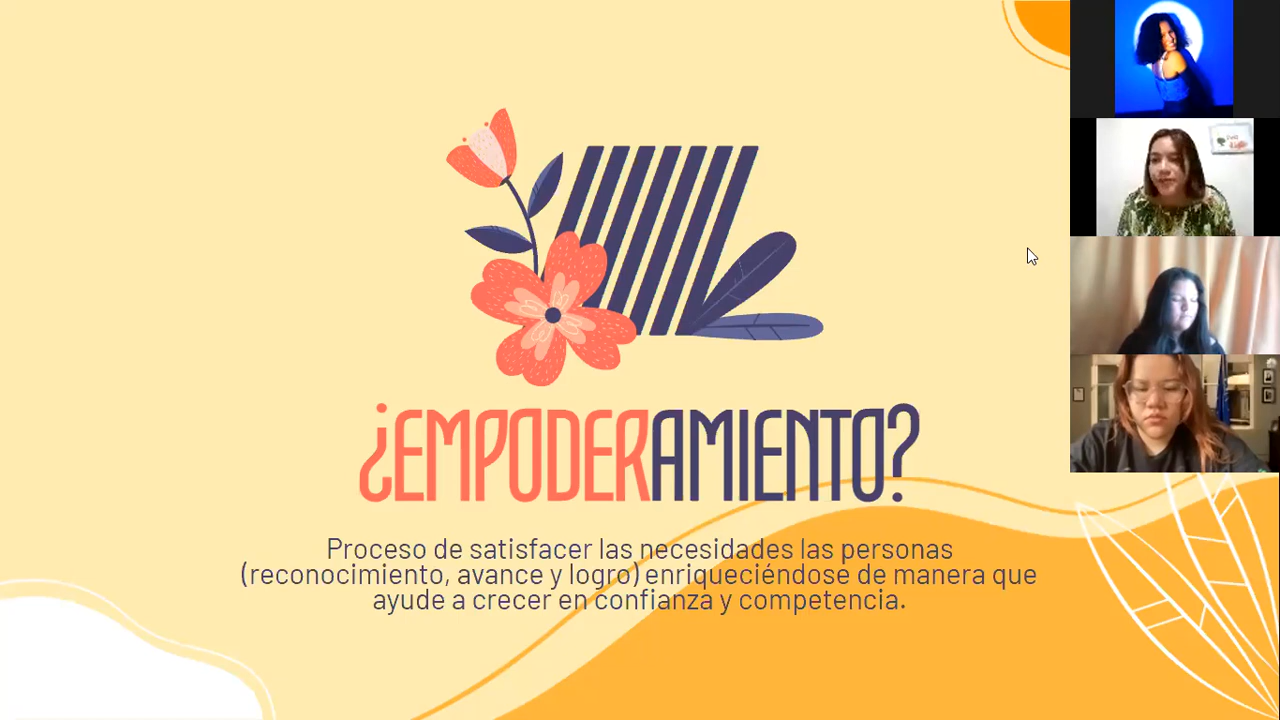 ¿EMPODERAMIENTO?
Proceso de satisfacer las necesidades las personas
(reconocimiento, avance y logro) enriqueciéndose de manera que
ayude a crecer en confianza y competencia.